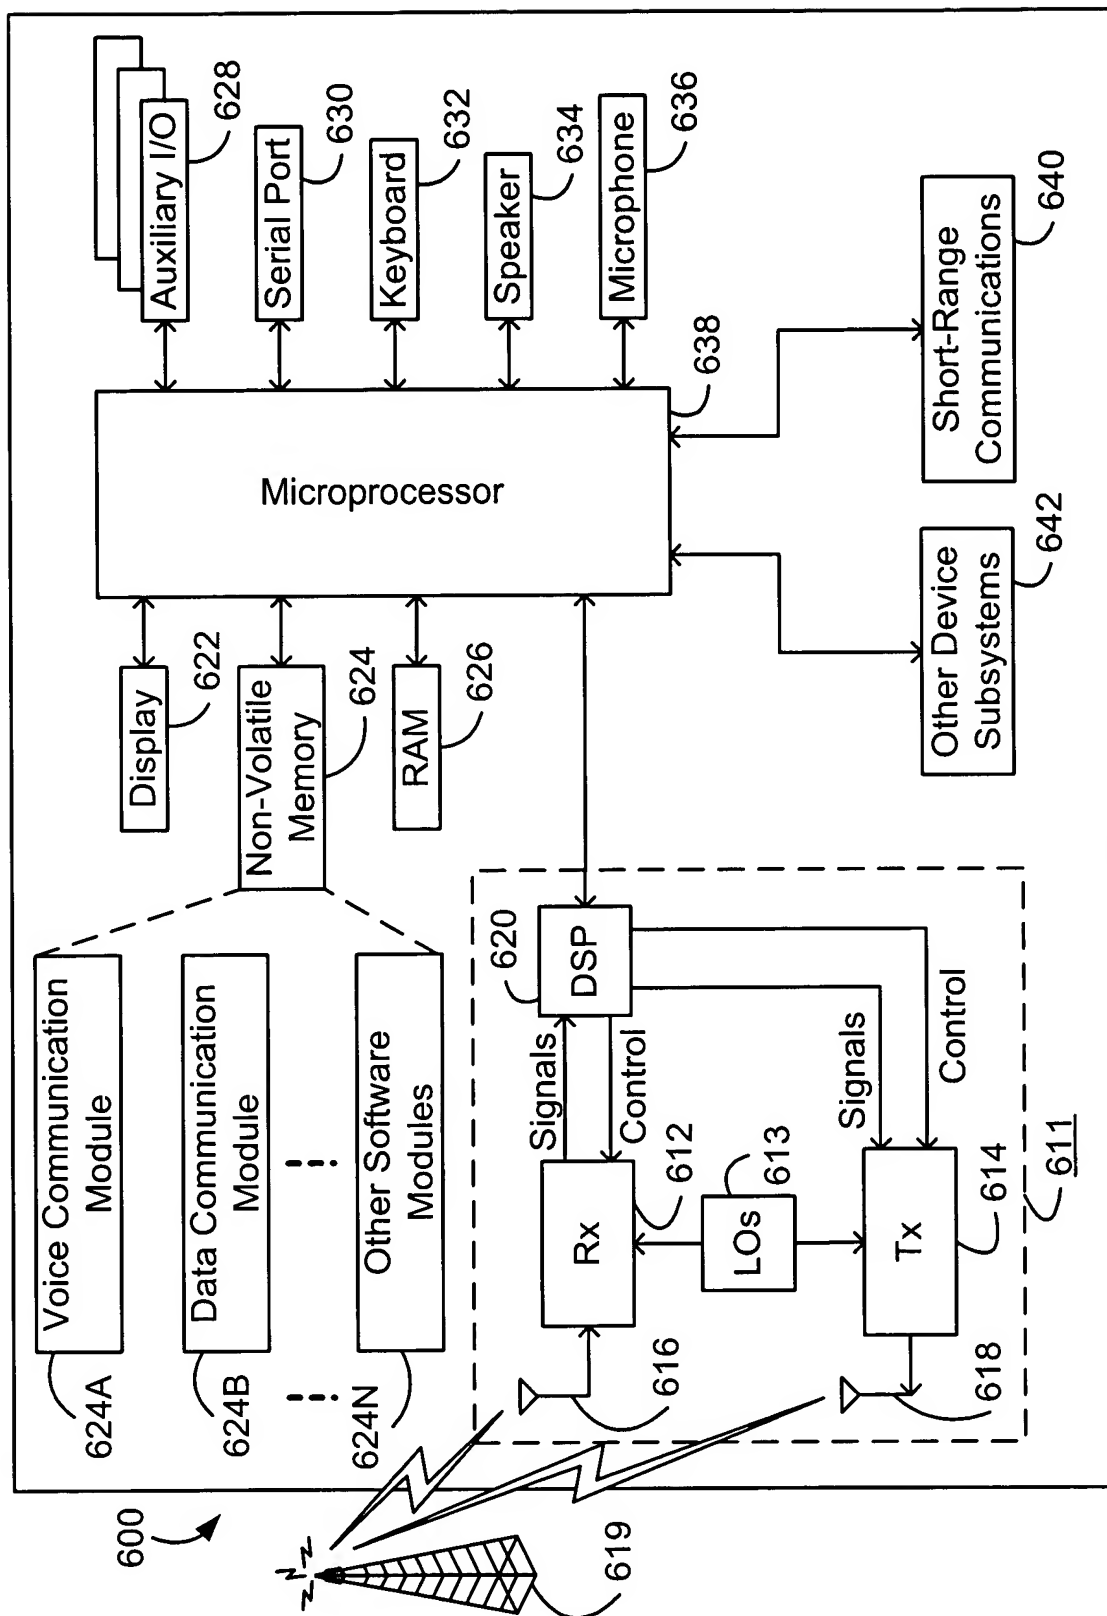 600
619
Voice Communication
Module
624A
Data Communication
Module
624B
Other Software
Modules
624N
Display
622
Non-Volatile
Memory
624
RAM
626
Microprocessor
638
Auxiliary I/O
628
Serial Port
630
Keyboard
632
Speaker
634
Microphone
636
Short-Range
Communications
640
Other Device
Subsystems
642
DSP
620
Signals
Control
Rx
612
LOs
613
Signals
Control
Tx
614
616
618
611